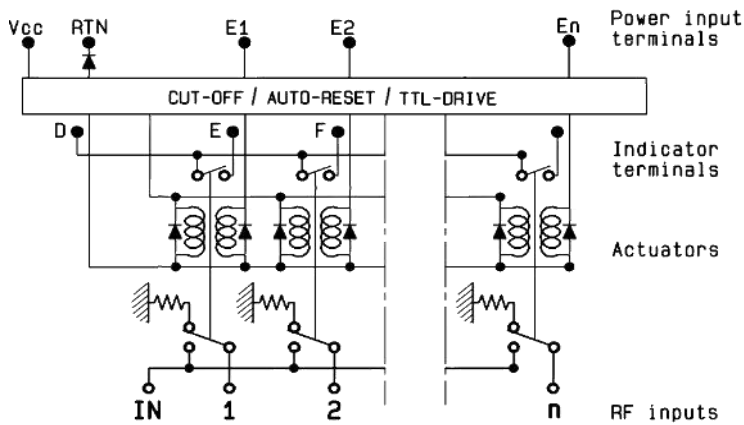 Vcc RTN E1 E2 En Power input
terminals
CUT-OFF / AUTO-RESET / TTL-DRIVE
D E F Indicator
terminals
Actuators
IN 1 2 n RF inputs